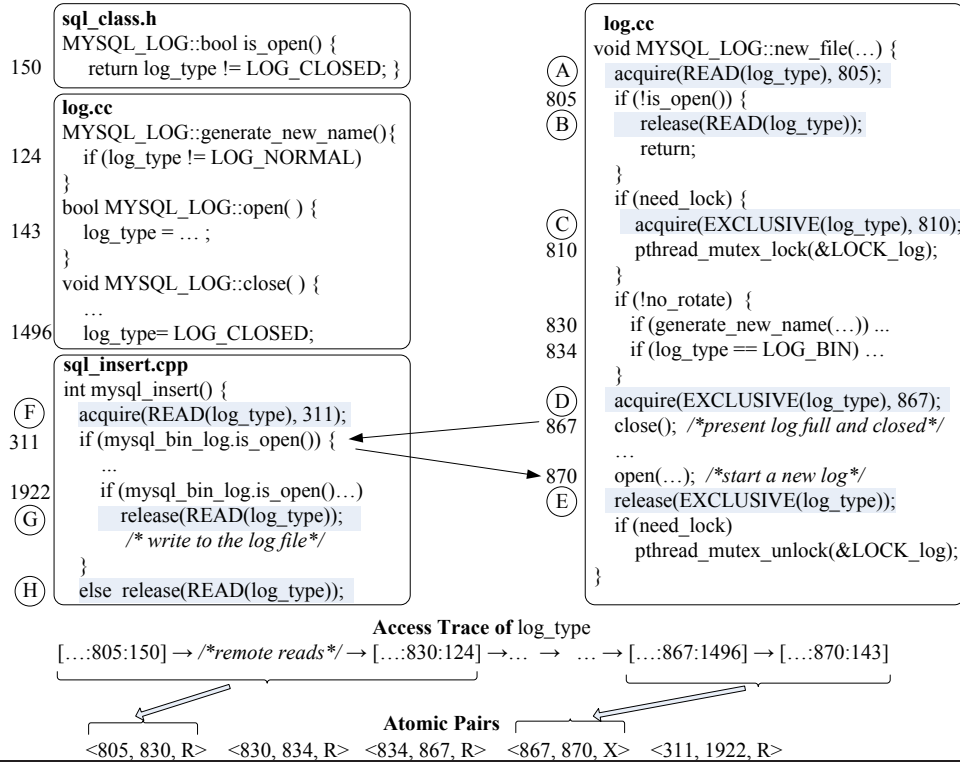 sql_class.h
MYSQL_LOG::bool is_open() {
150 return log_type != LOG_CLOSED; }
log.cc
MYSQL_LOG::generate_new_name(){
124 if (log_type != LOG_NORMAL)
}
bool MYSQL_LOG::open( ) {
143 log_type = … ;
}
void MYSQL_LOG::close( ) {
…
1496 log_type= LOG_CLOSED;
sql_insert.cpp
int mysql_insert() {
F acquire(READ(log_type), 311);
311 if (mysql_bin_log.is_open()) {
...
1922 if (mysql_bin_log.is_open()…)
G release(READ(log_type));
/* write to the log file*/
}
H else release(READ(log_type));
log.cc
void MYSQL_LOG::new_file(…) {
A acquire(READ(log_type), 805);
805 if (!is_open()) {
B release(READ(log_type));
return;
}
if (need_lock) {
C acquire(EXCLUSIVE(log_type), 810);
810 pthread_mutex_lock(&LOCK_log);
}
if (!no_rotate) {
830 if (generate_new_name(…)) ...
834 if (log_type == LOG_BIN) …
}
D acquire(EXCLUSIVE(log_type), 867);
867 close(); /*present log full and closed*/
…
870 open(…); /*start a new log*/
E release(EXCLUSIVE(log_type));
if (need_lock)
pthread_mutex_unlock(&LOCK_log);
}
Access Trace of log_type
[…:805:150] → /*remote reads*/ → […:830:124] →… → … → […:867:1496] → […:870:143]
Atomic Pairs
<805, 830, R> <830, 834, R> <834, 867, R> <867, 870, X> <311, 1922, R>